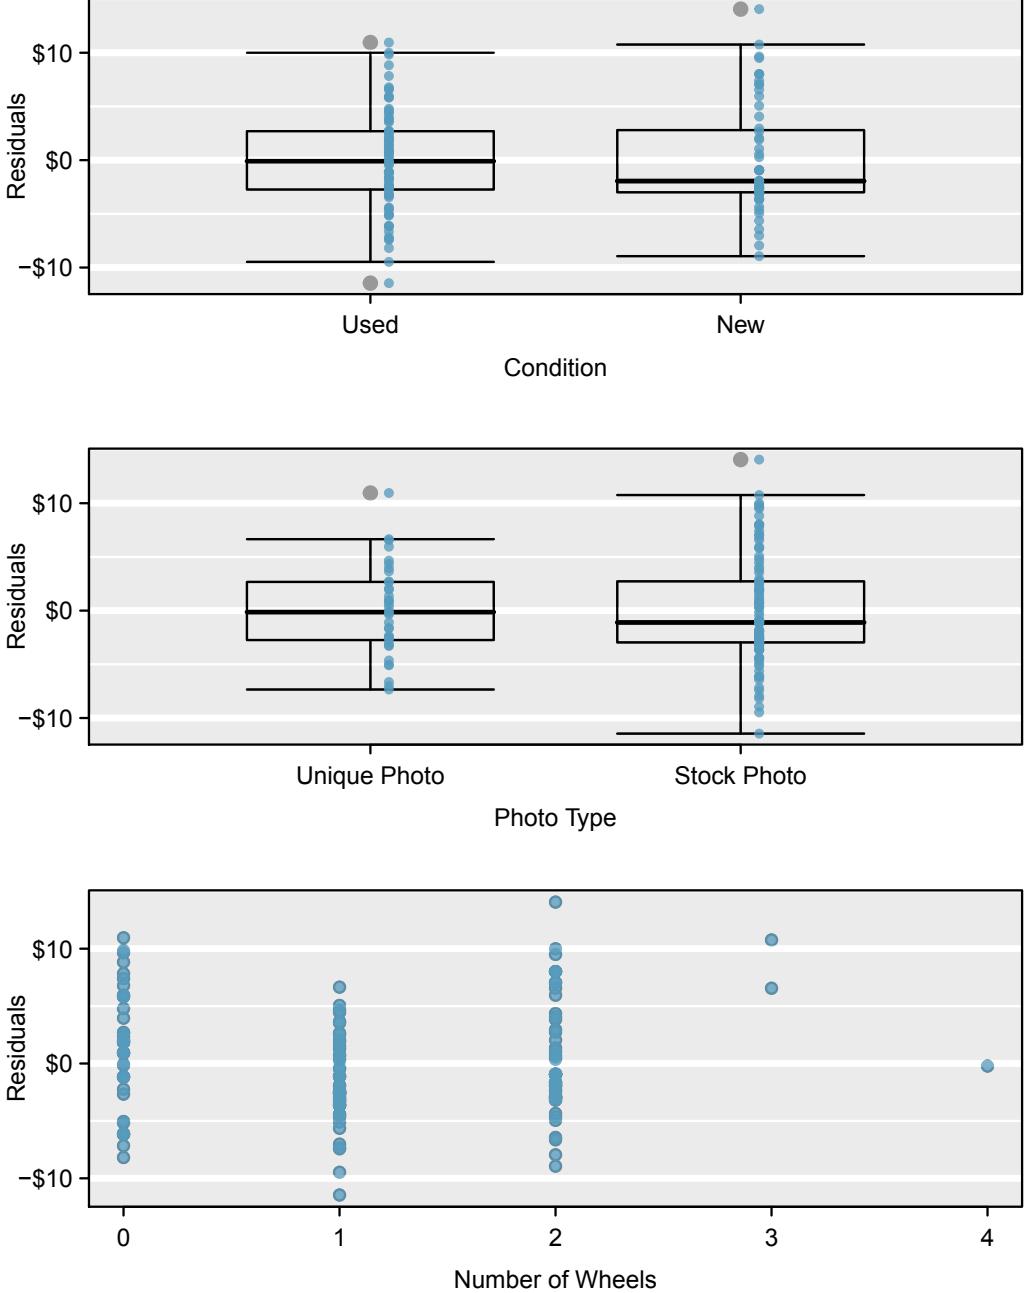 $10
$0
−$10
Residuals
Used New
Condition
$10
$0
−$10
Residuals
Unique Photo Stock Photo
Photo Type
$10
$0
−$10
Residuals
0 1 2 3 4
Number of Wheels